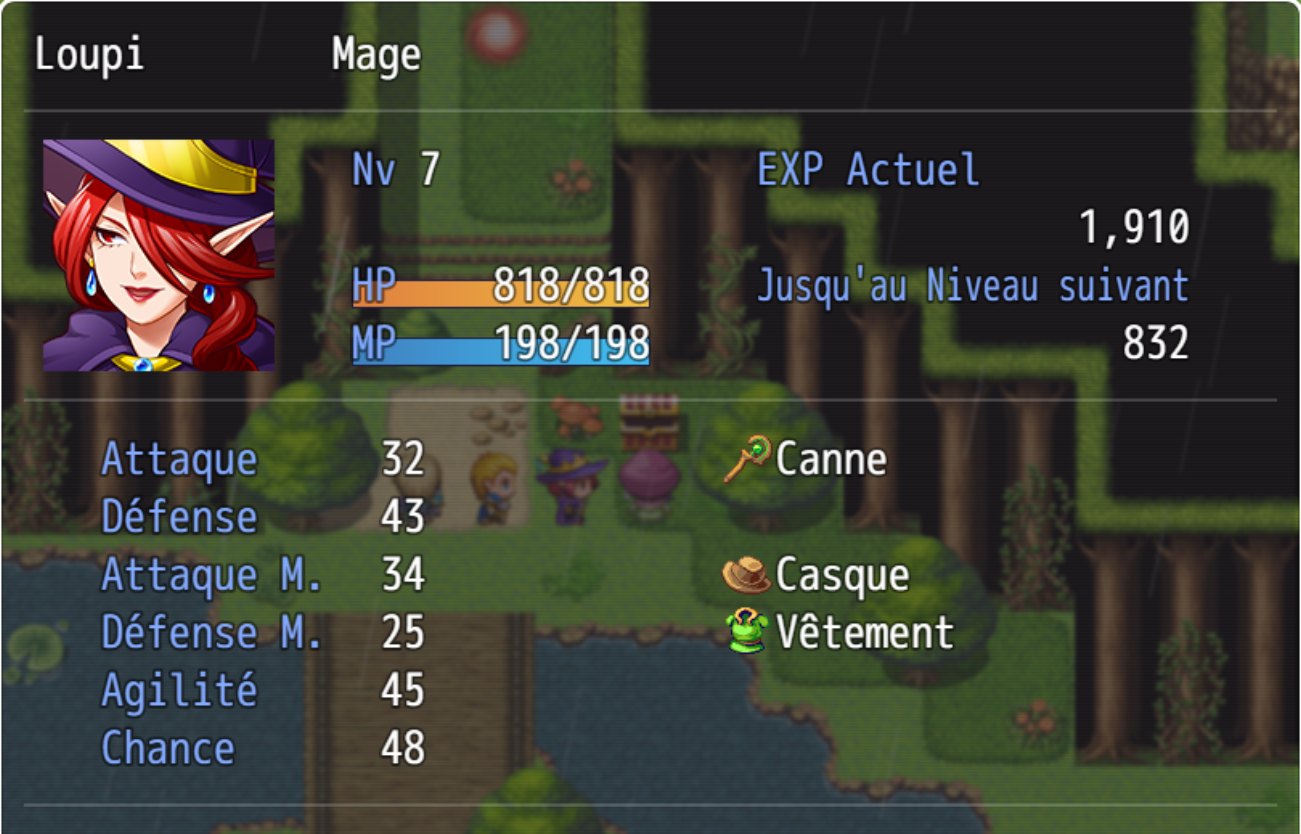 Loupi Mage
Nv 7
HP 818/818
MP 198/198
EXP Actuel
1,910
Jusqu'au Niveau suivant
832
Attaque 32
Défense 43
Attaque M. 34
Défense M. 25
Agilité 45
Chance 48
Canne
Casque
Vêtement